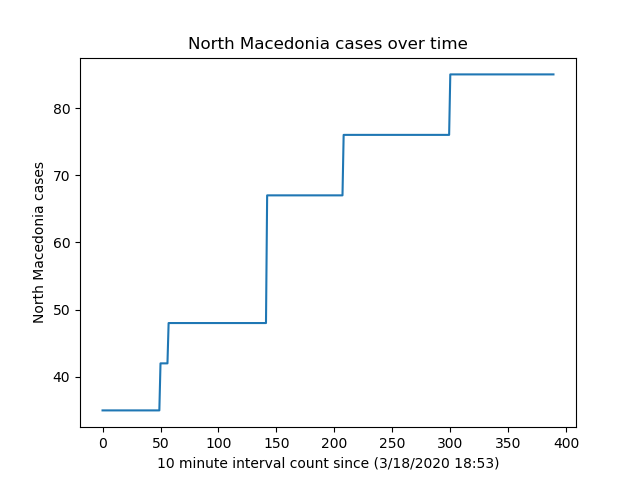 North Macedonia cases over time
North Macedonia cases
80
70
60
50
40
0 50 100 150 200 250 300 350 400
10 minute interval count since (3/18/2020 18:53)